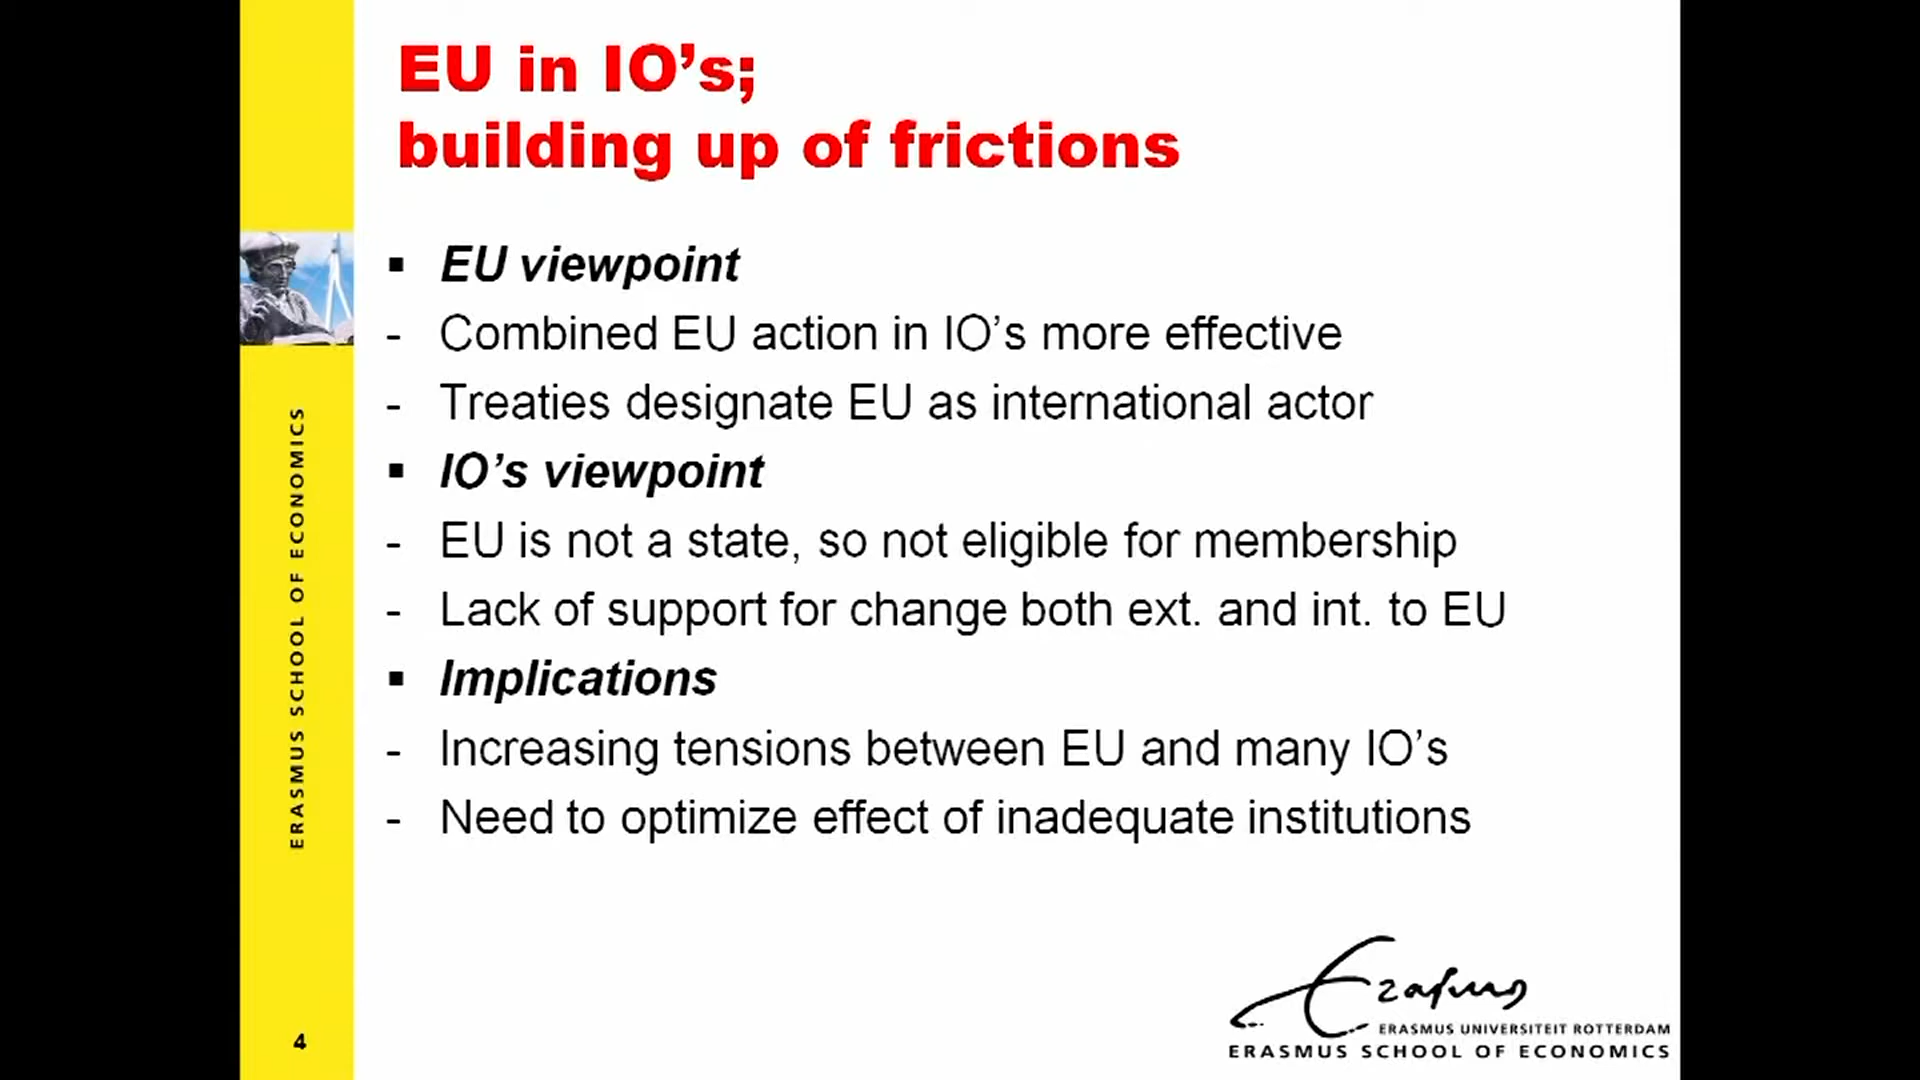 EU in IO's;
building up of frictions
▪ EU viewpoint
- Combined EU action in IO's more effective
- Treaties designate EU as international actor
▪ IO's viewpoint
- EU is not a state, so not eligible for membership
- Lack of support for change both ext. and int. to EU
▪ Implications
- Increasing tensions between EU and many IO's
- Need to optimize effect of inadequate institutions
ERASMUS SCHOOL OF ECONOMICS
4
Erasmus
ERASMUS UNIVERSITEIT ROTTERDAM
ERASMUS SCHOOL OF ECONOMICS